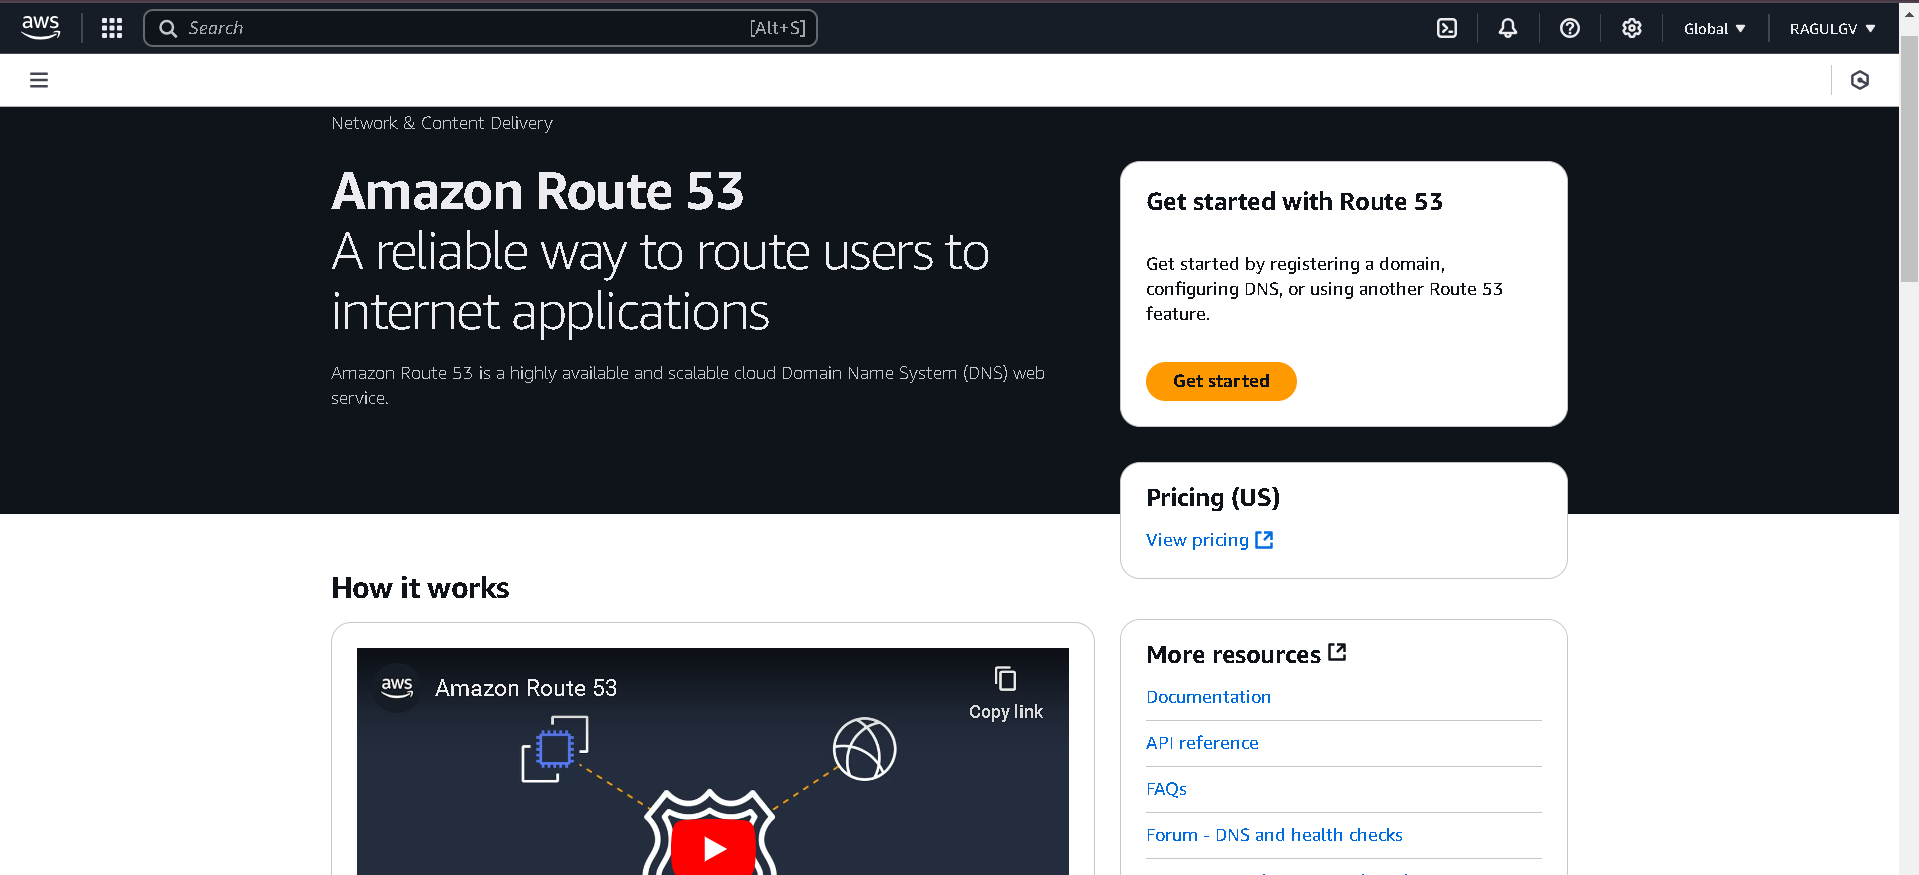 aws
Search
[Alt+S]
Global
RAGULGV
Network & Content Delivery
Amazon Route 53
A reliable way to route users to
internet applications
Amazon Route 53 is a highly available and scalable cloud Domain Name System (DNS) web
service.
Get started with Route 53
Get started by registering a domain,
configuring DNS, or using another Route 53
feature.
Get started
Pricing (US)
View pricing
How it works
aws
Amazon Route 53
Copy link
More resources
Documentation
API reference
FAQs
Forum - DNS and health checks